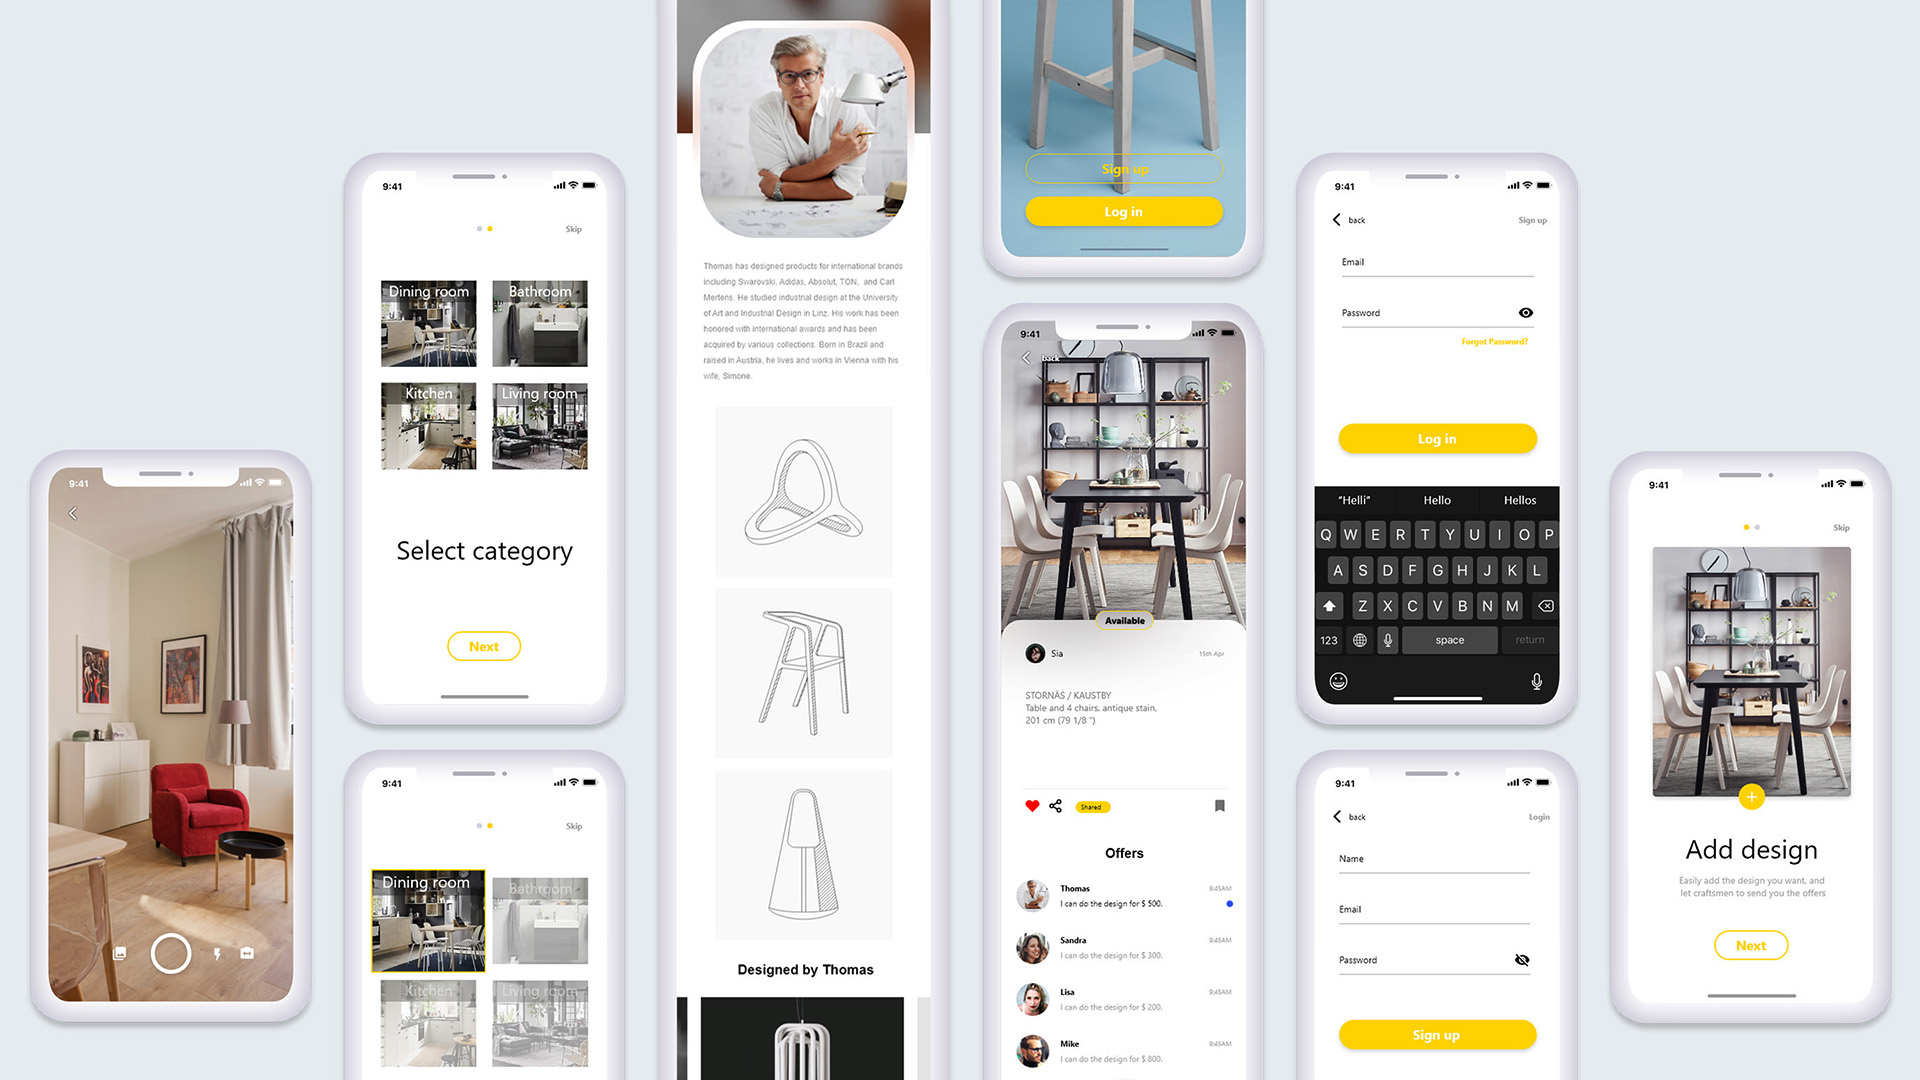 9:41
9:41
Skip
Dining room
Bathroom
Kitchen
Living room
Select category
Next
9:41
Skip
Dining room
Bathroom
Kitchen
Living room
Thomas has designed products for international brands
including Swarovski, Adidas, Absolut, TON, and Carl
Mertens. He studied industrial design at the University
of Art and Industrial Design in Linz. His work has been
honored with international awards and has been
acquired by various collections. Born in Brazil and
raised in Austria, he lives and works in Vienna with his
wife, Simone.
Designed by Thomas
Sign up
Log in
9:41
back
Available
Sia
15th Apr
STORNÄS / KAUSTBY
Table and 4 chairs, antique stain,
201 cm (79 1/8 ")
Shared
Offers
Thomas
9:45AM
I can do the design for $ 500.
Sandra
9:45AM
I can do the design for $ 300.
Lisa
9:45AM
I can do the design for $ 200.
Mike
9:45AM
I can do the design for $ 800.
9:41
back
Sign up
Email
Password
Forgot Password?
Log in
"Helli"
Hello
Hellos
Q W E R T Y U I O P
A S D F G H J K L
Z X C V B N M
123
space
return
9:41
back
Login
Name
Email
Password
Sign up
9:41
Skip
Add design
Easily add the design you want, and
let craftsmen to send you the offers
Next